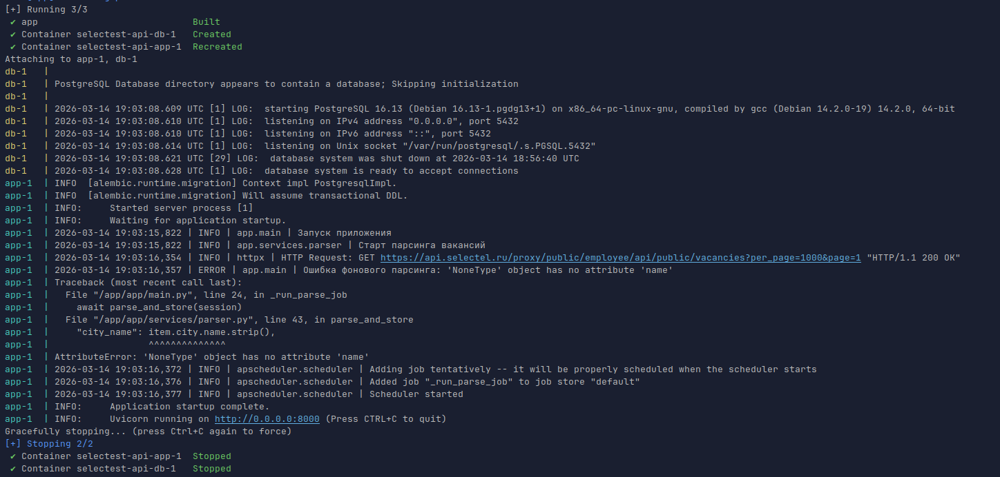 [+] Running 3/3
✔ app Built
✔ Container selectest-api-db-1 Created
✔ Container selectest-api-app-1 Recreated
Attaching to app-1, db-1
db-1 |
db-1 | PostgreSQL Database directory appears to contain a database; Skipping initialization
db-1 |
db-1 | 2026-03-14 19:03:08.609 UTC [1] LOG:  starting PostgreSQL 16.13 (Debian 16.13-1.pgdg13+1) on x86_64-pc-linux-gnu, compiled by gcc (Debian 14.2.0-19) 14.2.0, 64-bit
db-1 | 2026-03-14 19:03:08.610 UTC [1] LOG:  listening on IPv4 address "0.0.0.0", port 5432
db-1 | 2026-03-14 19:03:08.610 UTC [1] LOG:  listening on IPv6 address "::", port 5432
db-1 | 2026-03-14 19:03:08.614 UTC [1] LOG:  listening on Unix socket "/var/run/postgresql/.s.PGSQL.5432"
db-1 | 2026-03-14 19:03:08.621 UTC [29] LOG:  database system was shut down at 2026-03-14 18:56:40 UTC
db-1 | 2026-03-14 19:03:08.628 UTC [1] LOG:  database system is ready to accept connections
app-1 | INFO  [alembic.runtime.migration] Context impl PostgresqlImpl.
app-1 | INFO  [alembic.runtime.migration] Will assume transactional DDL.
app-1 | INFO:     Started server process [1]
app-1 | INFO:     Waiting for application startup.
app-1 | 2026-03-14 19:03:15,822 | INFO | app.main | Запуск приложения
app-1 | 2026-03-14 19:03:15,822 | INFO | app.services.parser | Старт парсинга вакансий
app-1 | 2026-03-14 19:03:16,354 | INFO | httpx | HTTP Request: GET https://api.selectel.ru/proxy/public/employee/api/public/vacancies?per_page=1000&page=1 "HTTP/1.1 200 OK"
app-1 | 2026-03-14 19:03:16,357 | ERROR | app.main | Ошибка фонового парсинга: 'NoneType' object has no attribute 'name'
app-1 | Traceback (most recent call last):
app-1 |   File "/app/app/main.py", line 24, in _run_parse_job
app-1 |     await parse_and_store(session)
app-1 |   File "/app/app/services/parser.py", line 43, in parse_and_store
app-1 |     "city_name": item.city.name.strip(),
app-1 |                  ^^^^^^^^^^^^^^
app-1 | AttributeError: 'NoneType' object has no attribute 'name'
app-1 | 2026-03-14 19:03:16,372 | INFO | apscheduler.scheduler | Adding job tentatively -- it will be properly scheduled when the scheduler starts
app-1 | 2026-03-14 19:03:16,376 | INFO | apscheduler.scheduler | Added job "_run_parse_job" to job store "default"
app-1 | 2026-03-14 19:03:16,377 | INFO | apscheduler.scheduler | Scheduler started
app-1 | INFO:     Application startup complete.
app-1 | INFO:     Uvicorn running on http://0.0.0.0:8000 (Press CTRL+C to quit)
Gracefully stopping... (press Ctrl+C again to force)
[+] Stopping 2/2
✔ Container selectest-api-app-1 Stopped
✔ Container selectest-api-db-1 Stopped